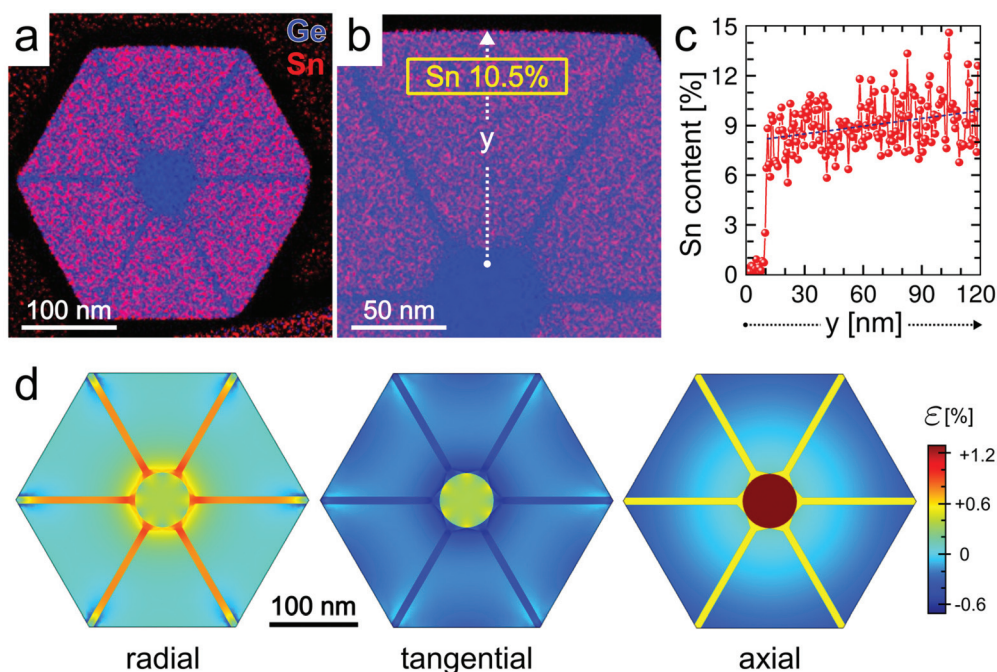 a
Ge
Sn
100 nm
b
Sn 10.5%
y
50 nm
c
Sn content [%]
15
12
9
6
3
0
0 30 60 90 120
y [nm]
d
ε [%]
+1.2
+0.6
0
-0.6
100 nm
radial tangential axial